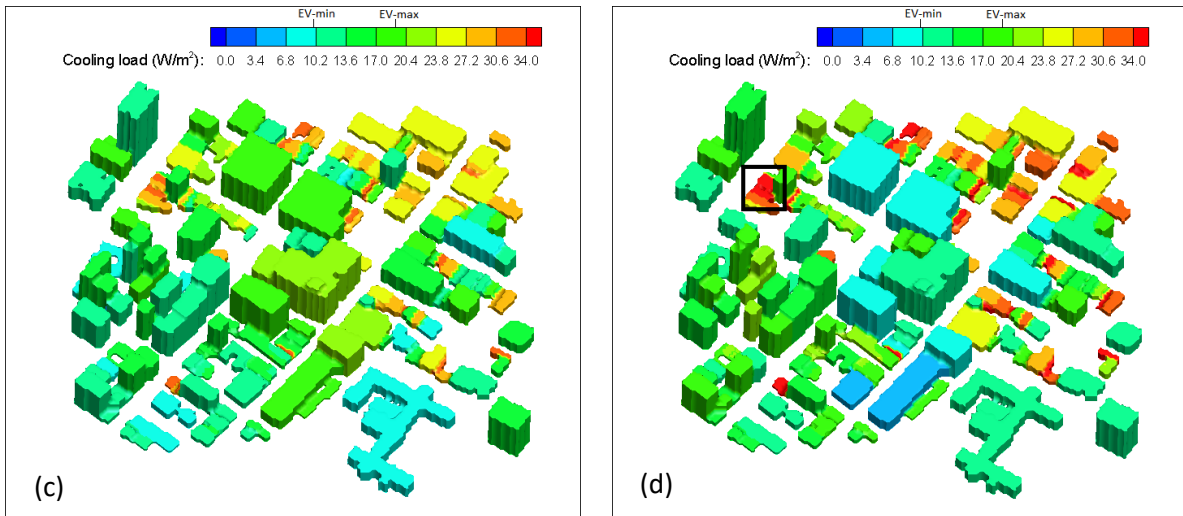 EV-min EV-max
Cooling load (W/m²): 0.0 3.4 6.8 10.2 13.6 17.0 20.4 23.8 27.2 30.6 34.0
(c)
EV-min EV-max
Cooling load (W/m²): 0.0 3.4 6.8 10.2 13.6 17.0 20.4 23.8 27.2 30.6 34.0
(d)